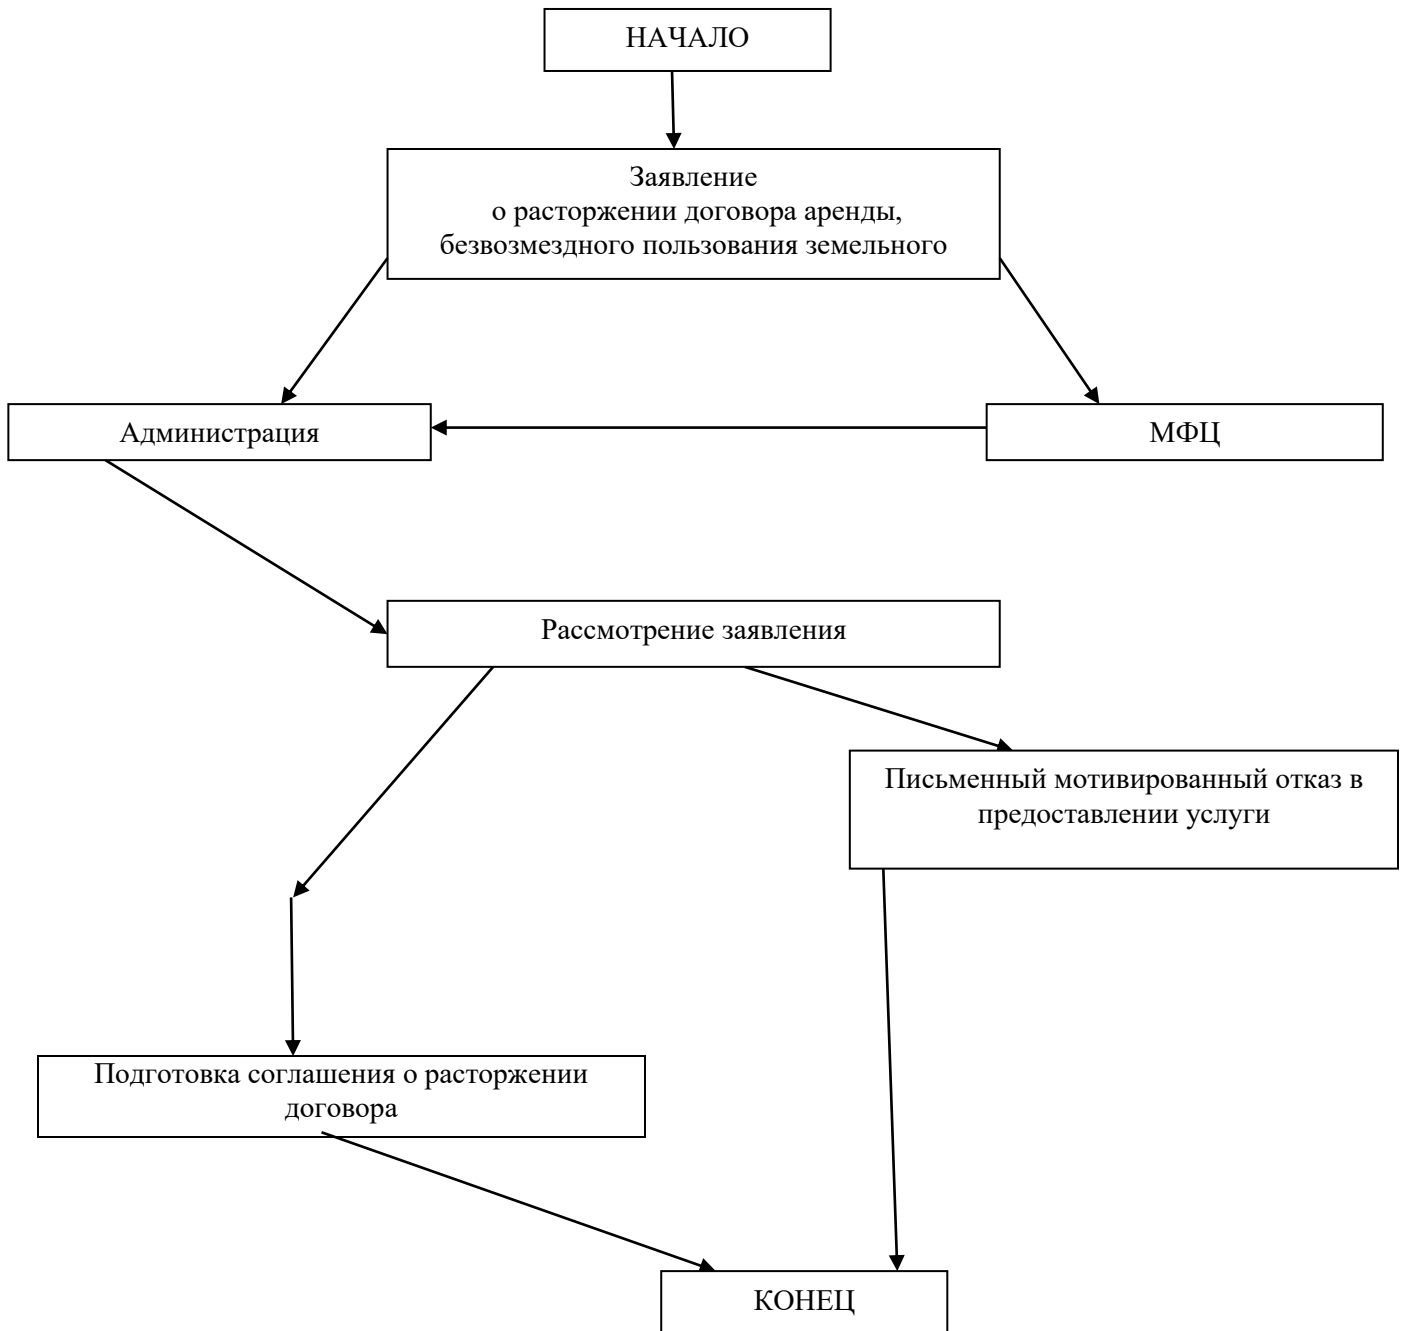 НАЧАЛО
Заявление
о расторжении договора аренды,
безвозмездного пользования земельного
Администрация
МФЦ
Рассмотрение заявления
Письменный мотивированный отказ в
предоставлении услуги
Подготовка соглашения о расторжении
договора
КОНЕЦ